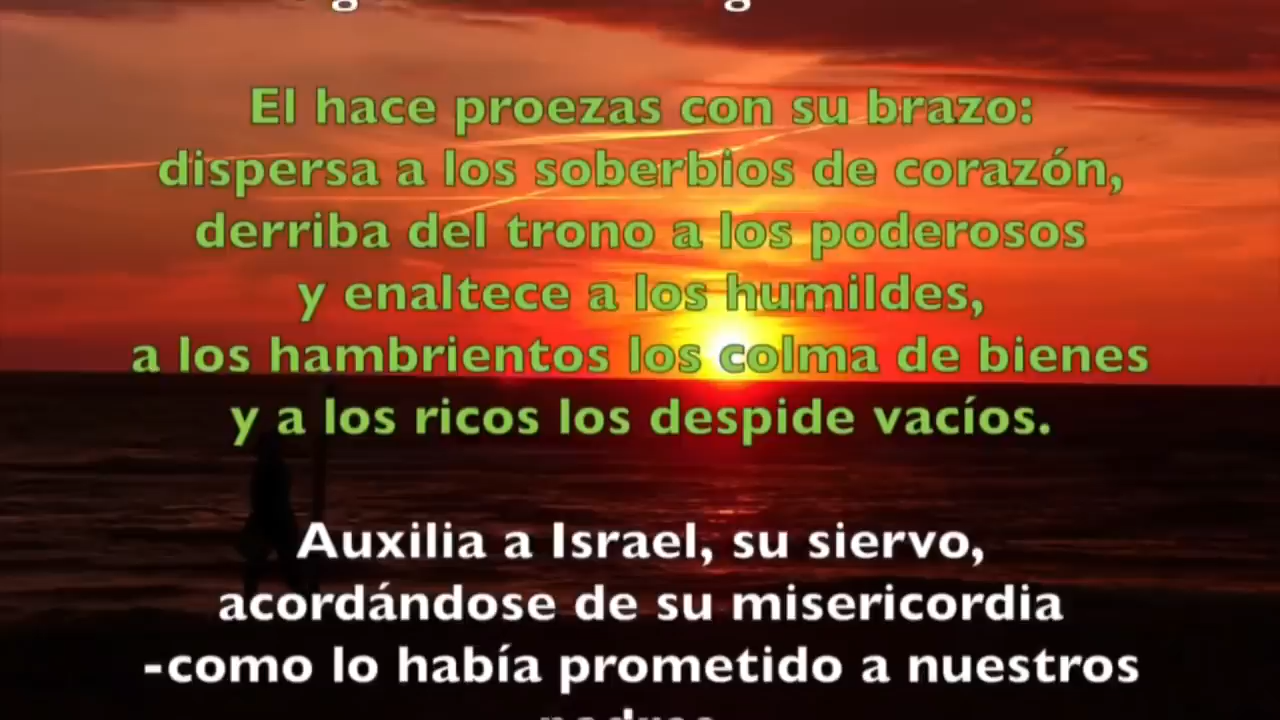 El hace proezas con su brazo:
dispersa a los soberbios de corazón,
derriba del trono a los poderosos
y enaltece a los humildes,
a los hambrientos los colma de bienes
y a los ricos los despide vacíos.
Auxilia a Israel, su siervo,
acordándose de su misericordia
-como lo había prometido a nuestros